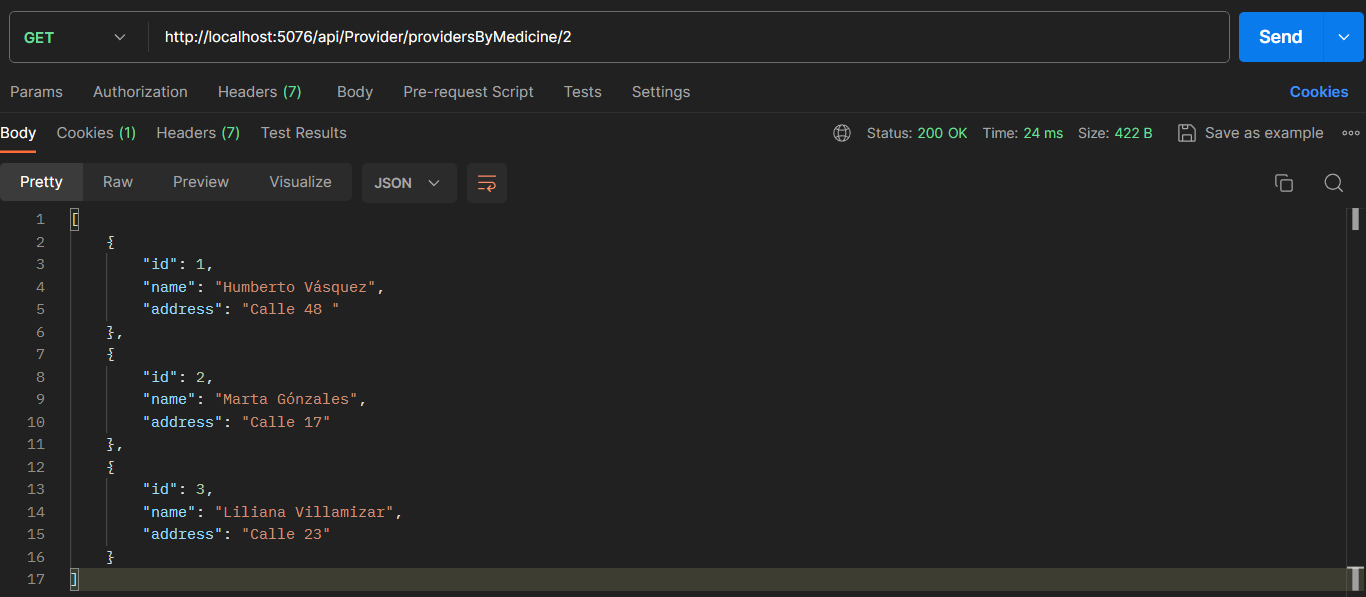 GET http://localhost:5076/api/Provider/providersByMedicine/2 Send
Params Authorization Headers (7) Body Pre-request Script Tests Settings Cookies
Body Cookies (1) Headers (7) Test Results Status: 200 OK Time: 24 ms Size: 422 B Save as example
Pretty Raw Preview Visualize JSON
1 [
2 {
3 "id": 1,
4 "name": "Humberto Vásquez",
5 "address": "Calle 48 "
6 },
7 {
8 "id": 2,
9 "name": "Marta Gónzales",
10 "address": "Calle 17"
11 },
12 {
13 "id": 3,
14 "name": "Liliana Villamizar",
15 "address": "Calle 23"
16 }
17 ]